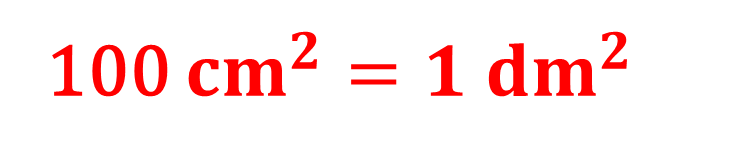 100 cm² = 1 dm²